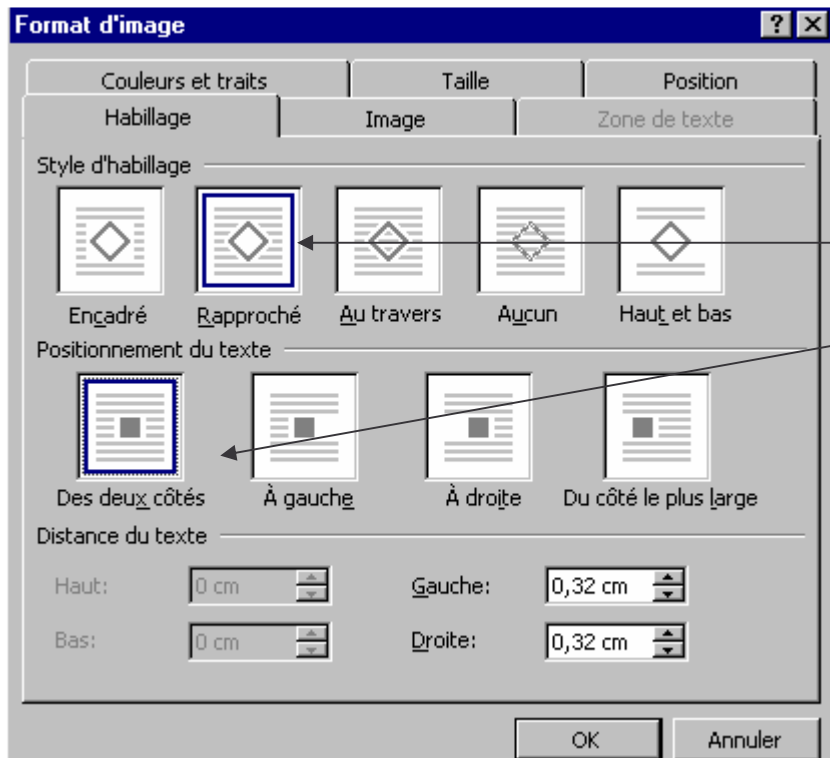 Format d'image
Couleurs et traits Taille Position
Habillage Image Zone de texte
Style d'habillage
Encadré Rapproché Au travers Aucun Haut et bas
Positionnement du texte
Des deux côtés À gauche À droite Du côté le plus large
Distance du texte
Haut: 0 cm Gauche: 0,32 cm
Bas: 0 cm Droite: 0,32 cm
OK Annuler